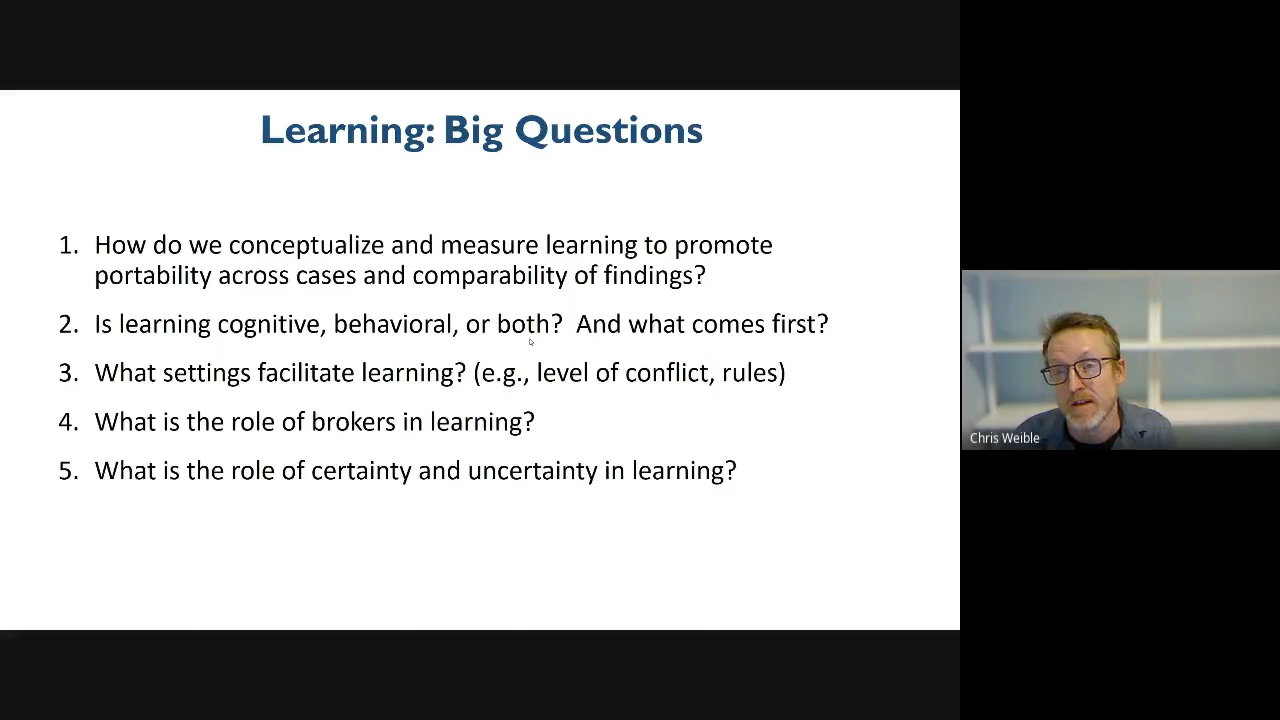 Learning: Big Questions
1. How do we conceptualize and measure learning to promote
portability across cases and comparability of findings?
2. Is learning cognitive, behavioral, or both?  And what comes first?
3. What settings facilitate learning? (e.g., level of conflict, rules)
4. What is the role of brokers in learning?
5. What is the role of certainty and uncertainty in learning?
Chris Weible